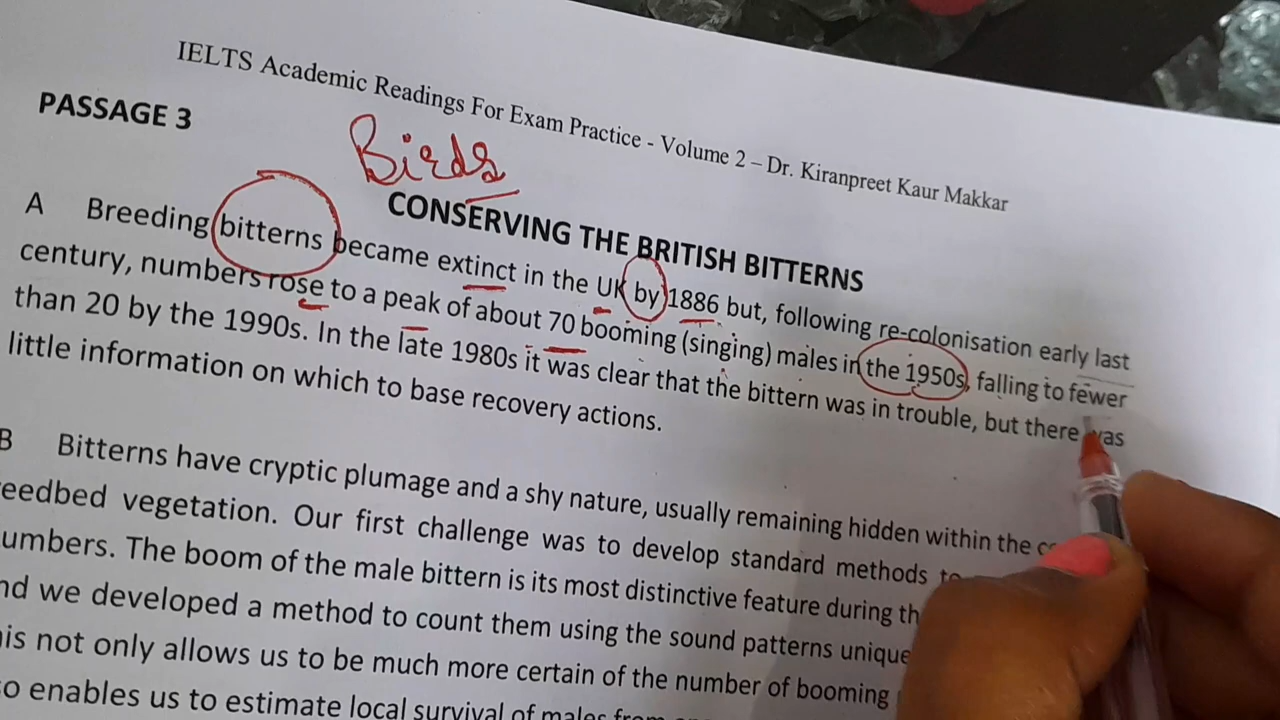 IELTS Academic Readings For Exam Practice - Volume 2 – Dr. Kiranpreet Kaur Makkar
PASSAGE 3
Birds
CONSERVING THE BRITISH BITTERNS
A Breeding bitterns became extinct in the UK by 1886 but, following re-colonisation early last
century, numbers rose to a peak of about 70 booming (singing) males in the 1950s, falling to fewer
than 20 by the 1990s. In the late 1980s it was clear that the bittern was in trouble, but there was
little information on which to base recovery actions.
B Bitterns have cryptic plumage and a shy nature, usually remaining hidden within the
vegetation. Our first challenge was to develop standard methods
The boom of the male bittern is its most distinctive feature during
we developed a method to count them using the sound patterns
not only allows us to be much more certain of the number of booming
enables us to estimate local survival of males